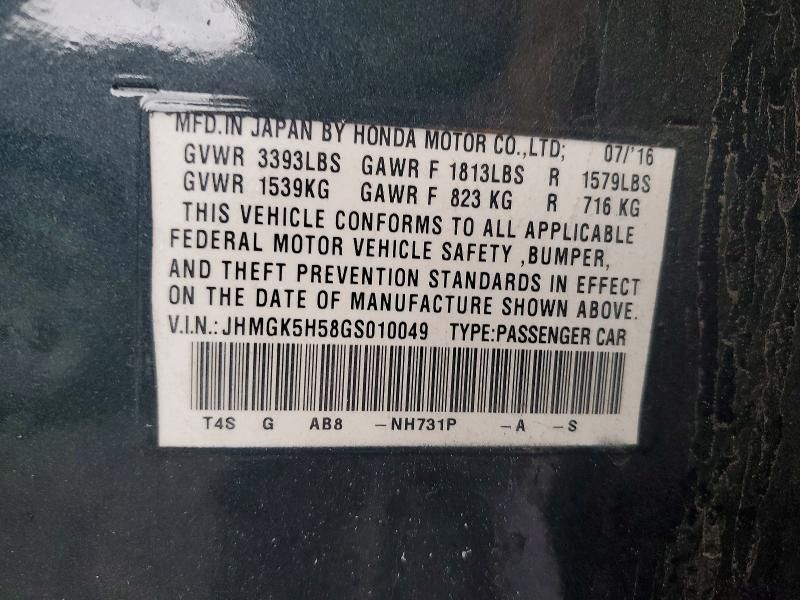 MFD.IN JAPAN BY HONDA MOTOR CO.,LTD; 07/'16
GVWR 3393LBS GAWR F 1813LBS R 1579LBS
GVWR 1539KG GAWR F 823 KG R 716 KG
THIS VEHICLE CONFORMS TO ALL APPLICABLE
FEDERAL MOTOR VEHICLE SAFETY ,BUMPER,
AND THEFT PREVENTION STANDARDS IN EFFECT
ON THE DATE OF MANUFACTURE SHOWN ABOVE.
V.I.N.: JHMGK5H58GS010049 TYPE:PASSENGER CAR
T4S G AB8 -NH731P -A -S